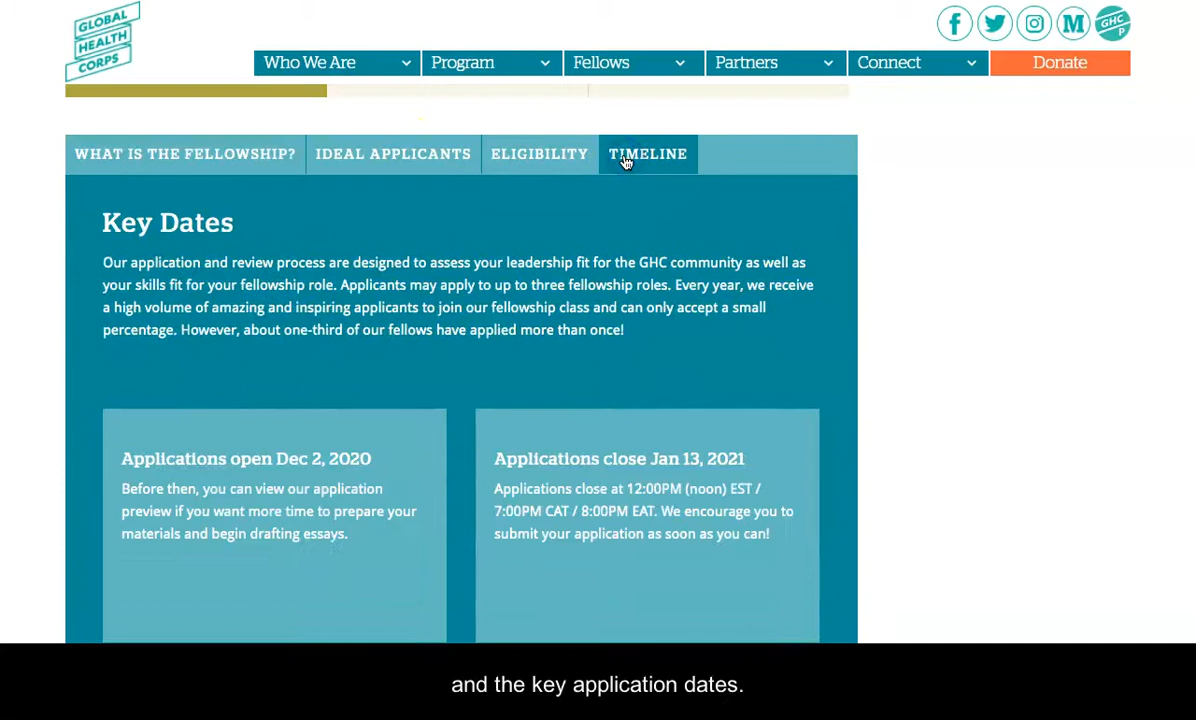 GLOBAL
HEALTH
CORPS
GHC
P
Who We Are
Program
Fellows
Partners
Connect
Donate
WHAT IS THE FELLOWSHIP?
IDEAL APPLICANTS
ELIGIBILITY
TIMELINE
Key Dates
Our application and review process are designed to assess your leadership fit for the GHC community as well as
your skills fit for your fellowship role. Applicants may apply to up to three fellowship roles. Every year, we receive
a high volume of amazing and inspiring applicants to join our fellowship class and can only accept a small
percentage. However, about one-third of our fellows have applied more than once!
Applications open Dec 2, 2020
Before then, you can view our application
preview if you want more time to prepare your
materials and begin drafting essays.
Applications close Jan 13, 2021
Applications close at 12:00PM (noon) EST /
7:00PM CAT / 8:00PM EAT. We encourage you to
submit your application as soon as you can!
and the key application dates.